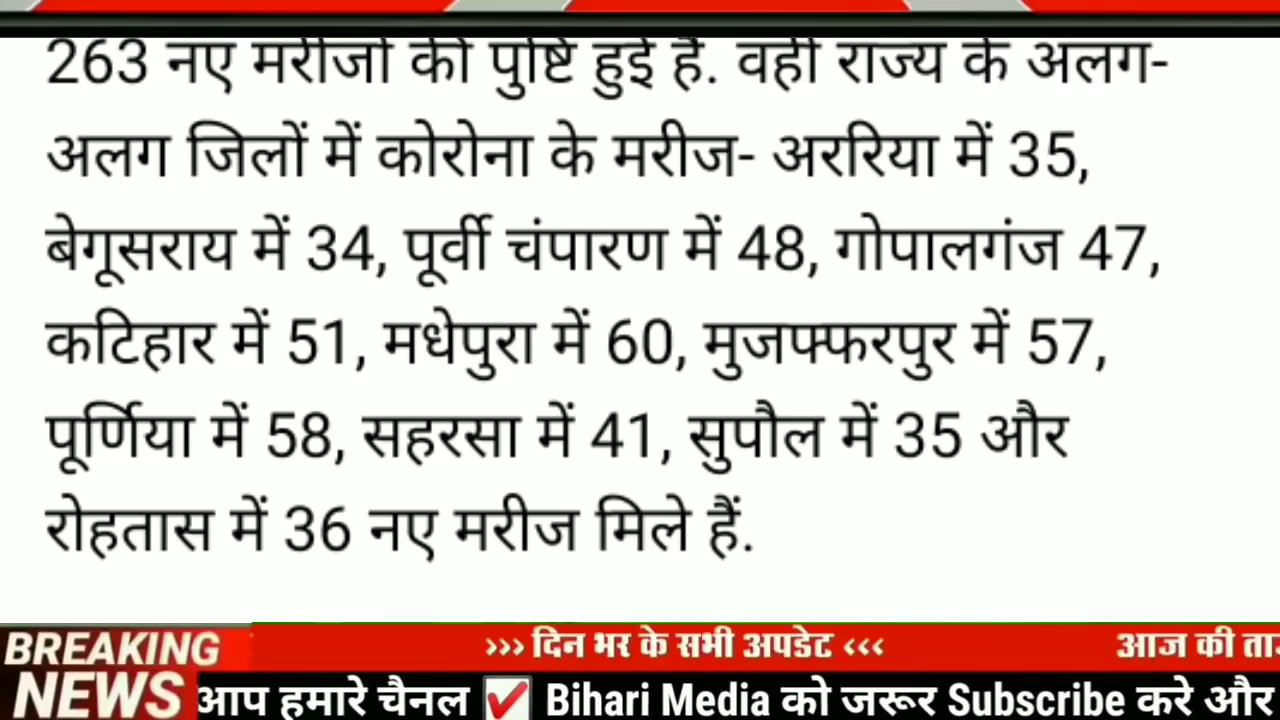 263 नए मरीजों की पुष्टि हुई है. वहीं राज्य के अलग-
अलग जिलों में कोरोना के मरीज- अररिया में 35,
बेगूसराय में 34, पूर्वी चंपारण में 48, गोपालगंज 47,
कटिहार में 51, मधेपुरा में 60, मुजफ्फरपुर में 57,
पूर्णिया में 58, सहरसा में 41, सुपौल में 35 और
रोहतास में 36 नए मरीज मिले हैं.
BREAKING
NEWS
››› दिन भर के सभी अपडेट ‹‹‹
आज की
आप हमारे चैनल ✔ Bihari Media को जरूर Subscribe करे और